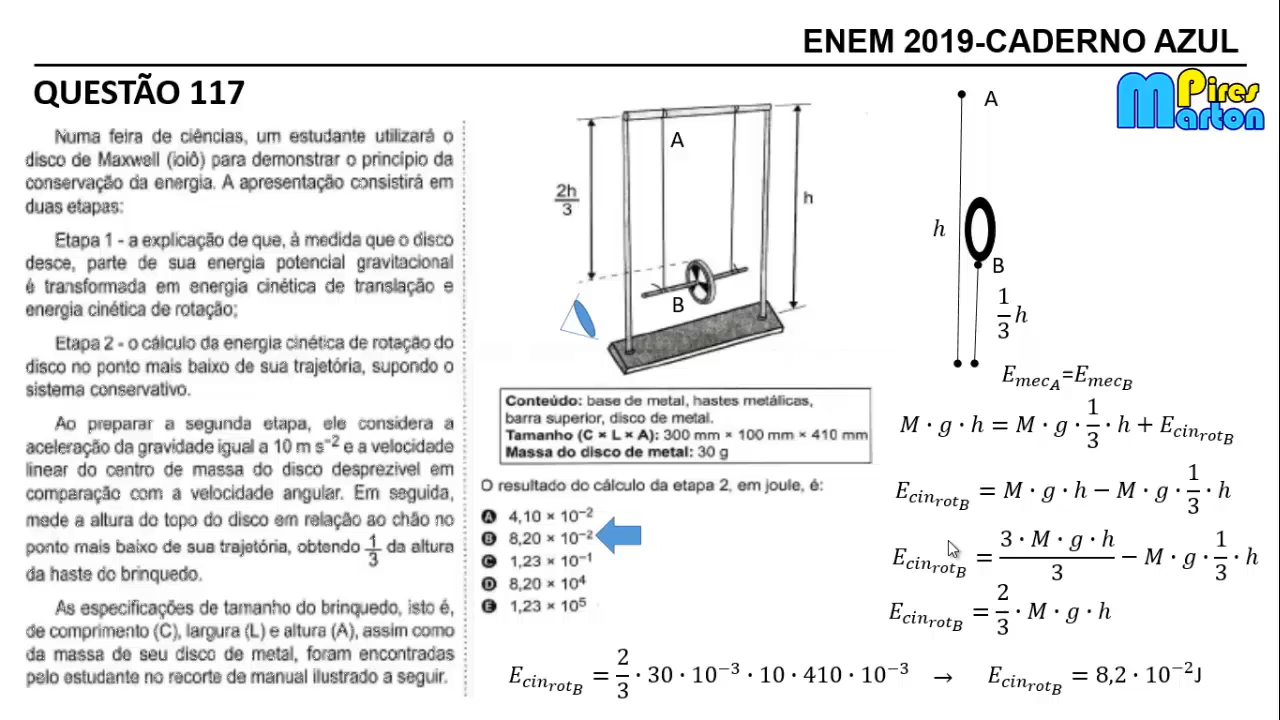 ENEM 2019-CADERNO AZUL
QUESTÃO 117
Pires
Marton
Numa feira de ciências, um estudante utilizará o
disco de Maxwell (ioiô) para demonstrar o princípio da
conservação da energia. A apresentação consistirá em
duas etapas:
Etapa 1 - a explicação de que, à medida que o disco
desce, parte de sua energia potencial gravitacional
é transformada em energia cinética de translação e
energia cinética de rotação;
Etapa 2 - o cálculo da energia cinética de rotação do
disco no ponto mais baixo de sua trajetória, supondo o
sistema conservativo.
Ao preparar a segunda etapa, ele considera a
aceleração da gravidade igual a 10 m s⁻² e a velocidade
linear do centro de massa do disco desprezível em
comparação com a velocidade angular. Em seguida,
mede a altura do topo do disco em relação ao chão no
ponto mais baixo de sua trajetória, obtendo 1/3 da altura
da haste do brinquedo.
As especificações de tamanho do brinquedo, isto é,
de comprimento (C), largura (L) e altura (A), assim como
da massa de seu disco de metal, foram encontradas
pelo estudante no recorte de manual ilustrado a seguir.
A
2h/3
h
B
Conteúdo: base de metal, hastes metálicas,
barra superior, disco de metal.
Tamanho (C × L × A): 300 mm × 100 mm × 410 mm
Massa do disco de metal: 30 g
O resultado do cálculo da etapa 2, em joule, é:
A 4,10 × 10⁻²
B 8,20 × 10⁻²
C 1,23 × 10⁻¹
D 8,20 × 10⁴
E 1,23 × 10⁵
A
h
B
1/3 h
E_mec_A=E_mec_B
M · g · h = M · g · 1/3 · h + E_cin_rot_B
E_cin_rot_B = M · g · h − M · g · 1/3 · h
E_cin_rot_B = 3 · M · g · h / 3 − M · g · 1/3 · h
E_cin_rot_B = 2/3 · M · g · h
E_cin_rot_B = 2/3 · 30 · 10⁻³ · 10 · 410 · 10⁻³ → E_cin_rot_B = 8,2 · 10⁻²J